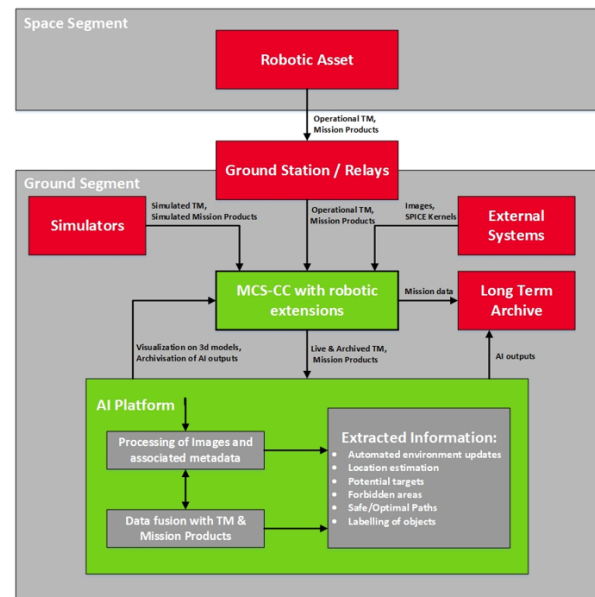 Space Segment
Robotic Asset
Operational TM,
Mission Products
Ground Station / Relays
Ground Segment
Simulators
Simulated TM,
Simulated Mission Products
Operational TM,
Mission Products
Images,
SPICE Kernels
External
Systems
MCS-CC with robotic
extensions
Mission data
Long Term
Archive
Visualization on 3d models,
Archivisation of AI outputs
Live & Archived TM,
Mission Products
AI outputs
AI Platform
Processing of Images and
associated metadata
Data fusion with TM &
Mission Products
Extracted Information:
• Automated environment updates
• Location estimation
• Potential targets
• Forbidden areas
• Safe/Optimal Paths
• Labelling of objects